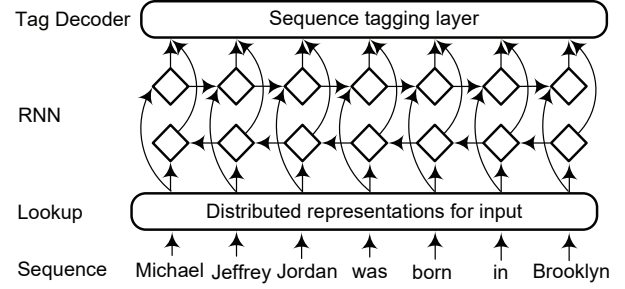 Tag Decoder Sequence tagging layer
RNN
Lookup Distributed representations for input
Sequence Michael Jeffrey Jordan was born in Brooklyn